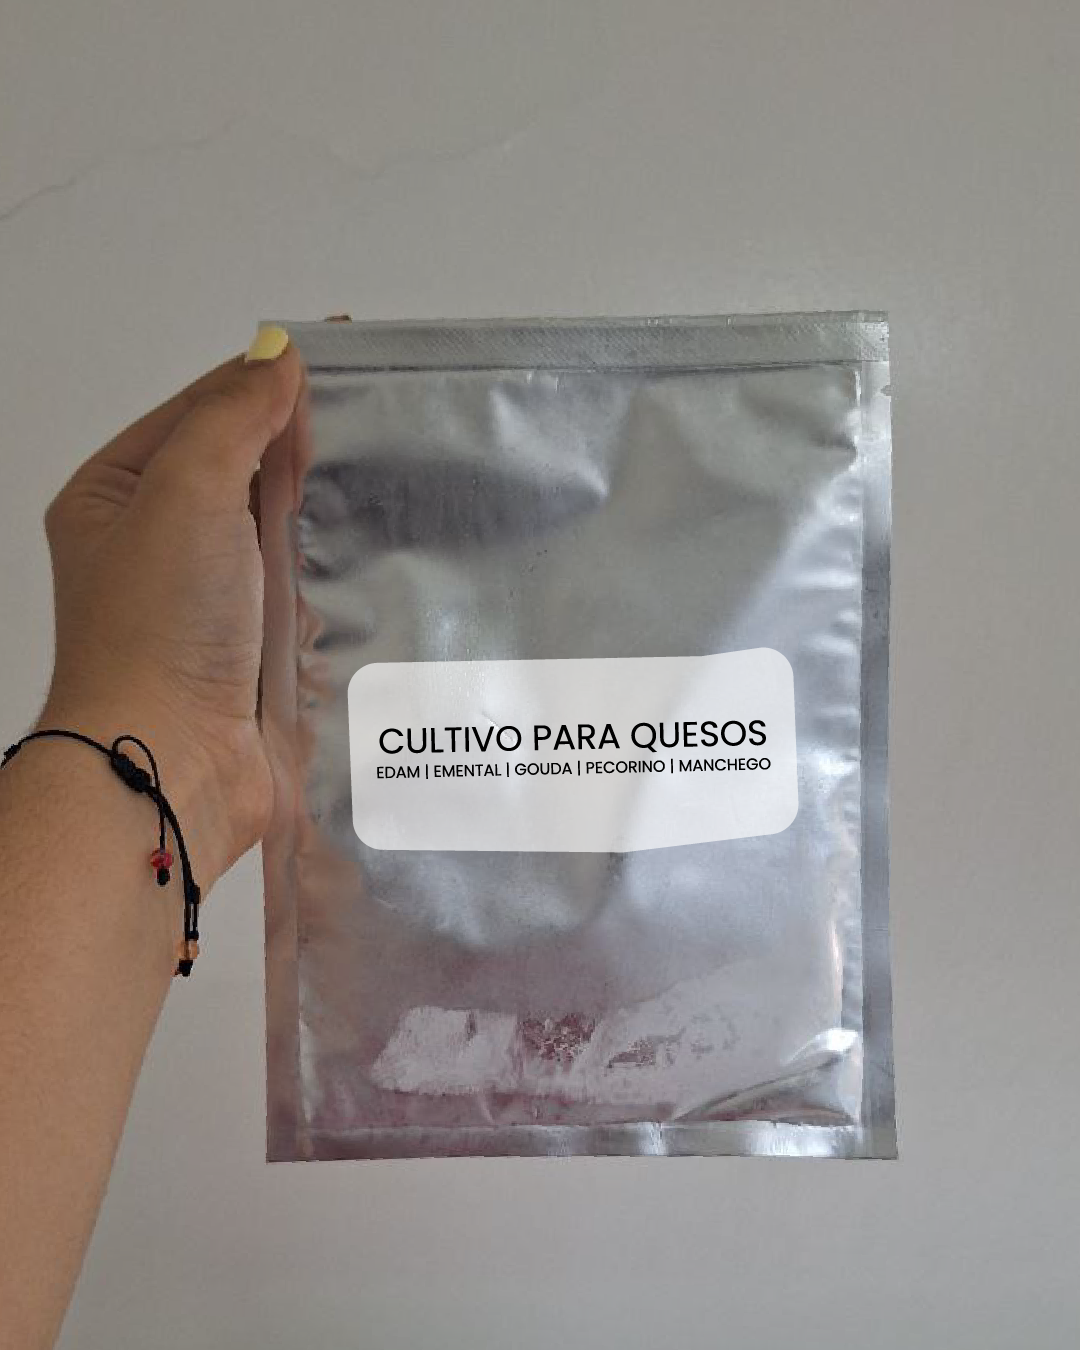 CULTIVO PARA QUESOS
EDAM | EMENTAL | GOUDA | PECORINO | MANCHEGO